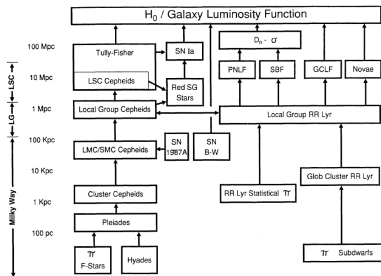 H₀ / Galaxy Luminosity Function
100 Mpc
Tully-Fisher
SN Ia
Dₙ - σ
LSC
10 Mpc
LSC Cepheids
Red SG
Stars
PNLF
SBF
GCLF
Novae
LG
1 Mpc
Local Group Cepheids
Local Group RR Lyr
100 Kpc
LMC/SMC Cepheids
SN
1987A
SN
B-W
Milky Way
10 Kpc
Cluster Cepheids
RR Lyr Statistical π
Glob Cluster RR Lyr
1 Kpc
Pleiades
100 pc
π
F-Stars
Hyades
π Subdwarfs